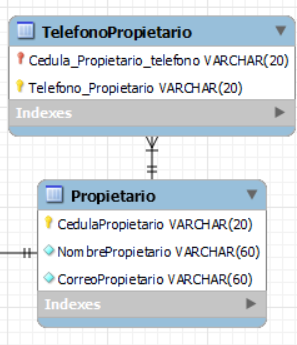 TelefonoPropietario
Cedula_Propietario_telefono VARCHAR(20)
Telefono_Propietario VARCHAR(20)
Indexes
Propietario
CedulaPropietario VARCHAR(20)
NombrePropietario VARCHAR(60)
CorreoPropietario VARCHAR(60)
Indexes